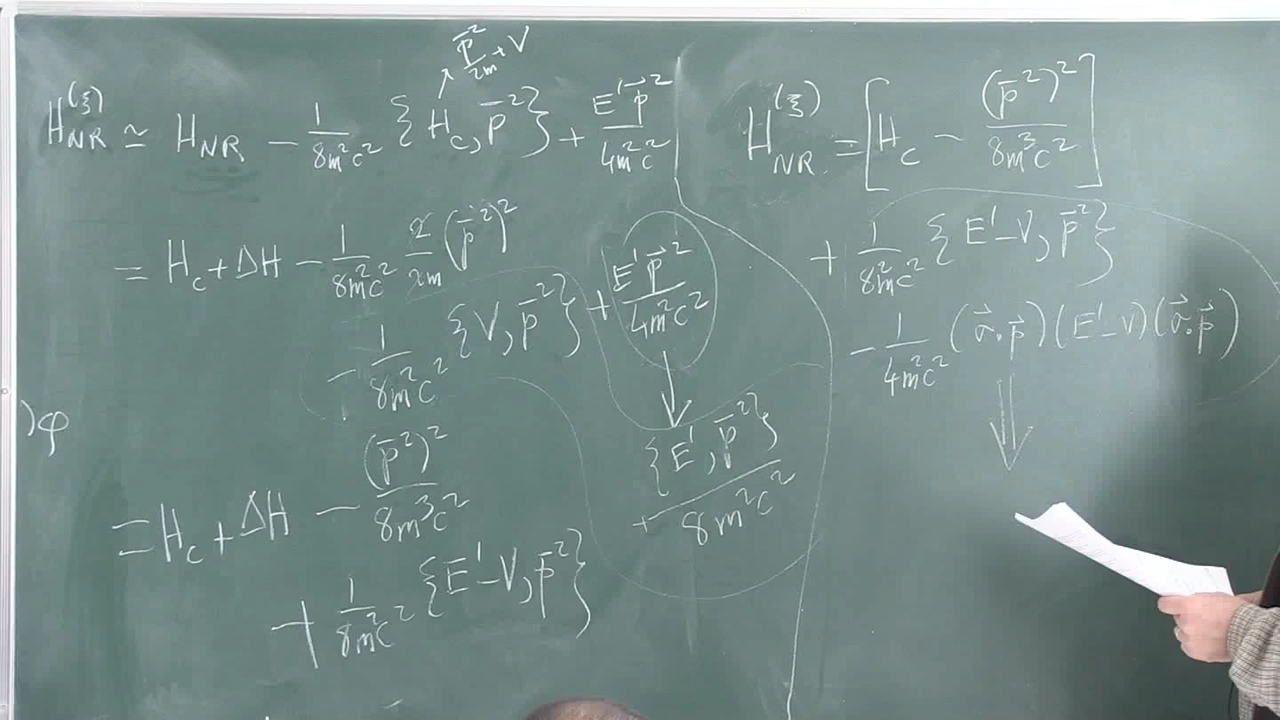 p̄²/2m + V
H_NR^(ξ) ≃ H_NR − 1/8m²c² {H_C, p̄²} + E' p⃗²/4m²c²
= H_C + ΔH − 1/8m²c² 2/2m (p̄²)²
− 1/8m²c² {V, p̄²} + E' p⃗²/4m²c²
)φ
{E', p̄²}
+ 8m²c²
= H_C + ΔH − (p̄²)²/8m³c²
+ 1/8m²c² {E' − V, p̄²}
H_NR^(ξ) = [H_C − (p̄²)²/8m³c²]
+ 1/8m²c² {E' − V, p̄²}
− 1/4m²c² (σ⃗.p⃗)(E' − V)(σ⃗.p⃗)
⇓